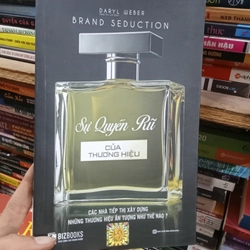 DARYL WEBER
BRAND SEDUCTION
Sự Quyến Rũ
CỦA
THƯƠNG HIỆU
CÁC NHÀ TIẾP THỊ XÂY DỰNG
NHỮNG THƯƠNG HIỆU ẤN TƯỢNG NHƯ THẾ NÀO ?
BIZBOOKS